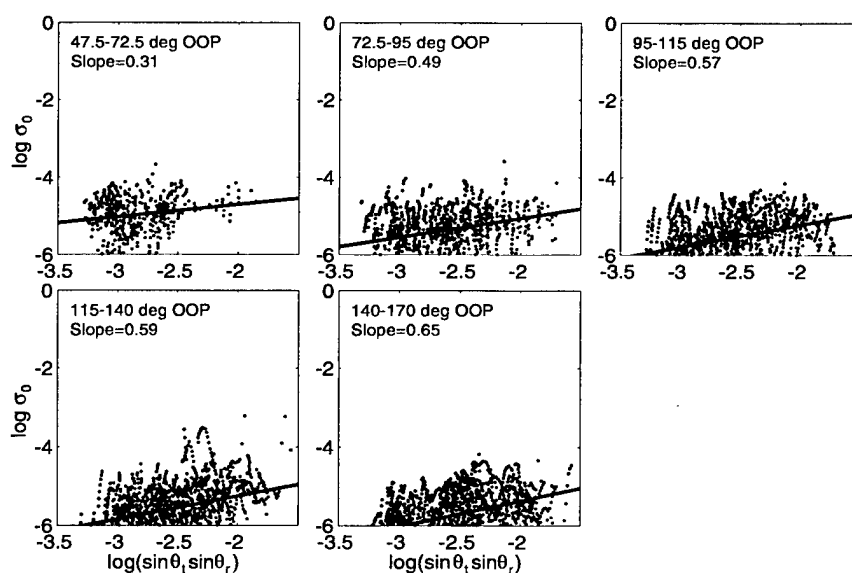 47.5-72.5 deg OOP
Slope=0.31
0
-2
-4
-6
log σ₀
-3.5 -3 -2.5 -2
72.5-95 deg OOP
Slope=0.49
0
-2
-4
-6
-3.5 -3 -2.5 -2
95-115 deg OOP
Slope=0.57
0
-2
-4
-6
-3.5 -3 -2.5 -2
115-140 deg OOP
Slope=0.59
0
-2
-4
-6
log σ₀
-3.5 -3 -2.5 -2
log(sinθₜsinθᵣ)
140-170 deg OOP
Slope=0.65
0
-2
-4
-6
-3.5 -3 -2.5 -2
log(sinθₜsinθᵣ)